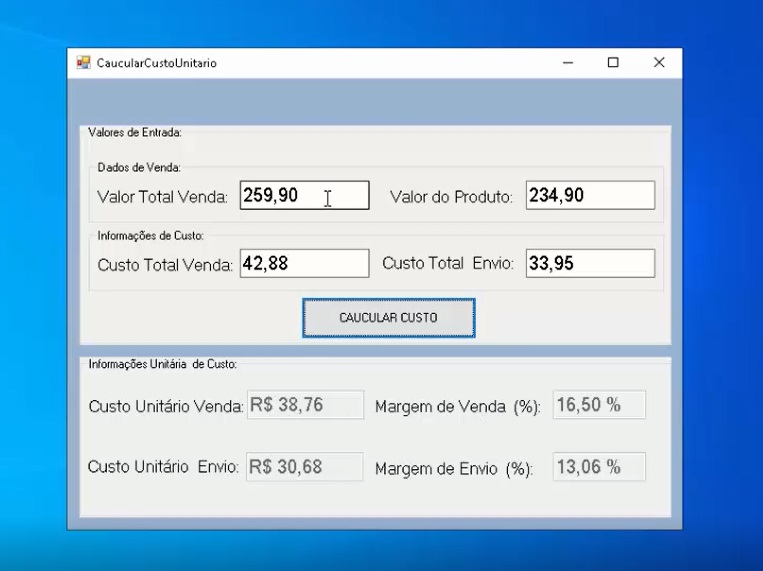 CaucularCustoUnitario
Valores de Entrada:
Dados de Venda:
Valor Total Venda: 259,90 Valor do Produto: 234,90
Informações de Custo:
Custo Total Venda: 42,88 Custo Total Envio: 33,95
CAUCULAR CUSTO
Informações Unitária de Custo:
Custo Unitário Venda: R$ 38,76 Margem de Venda (%): 16,50 %
Custo Unitário Envio: R$ 30,68 Margem de Envio (%): 13,06 %